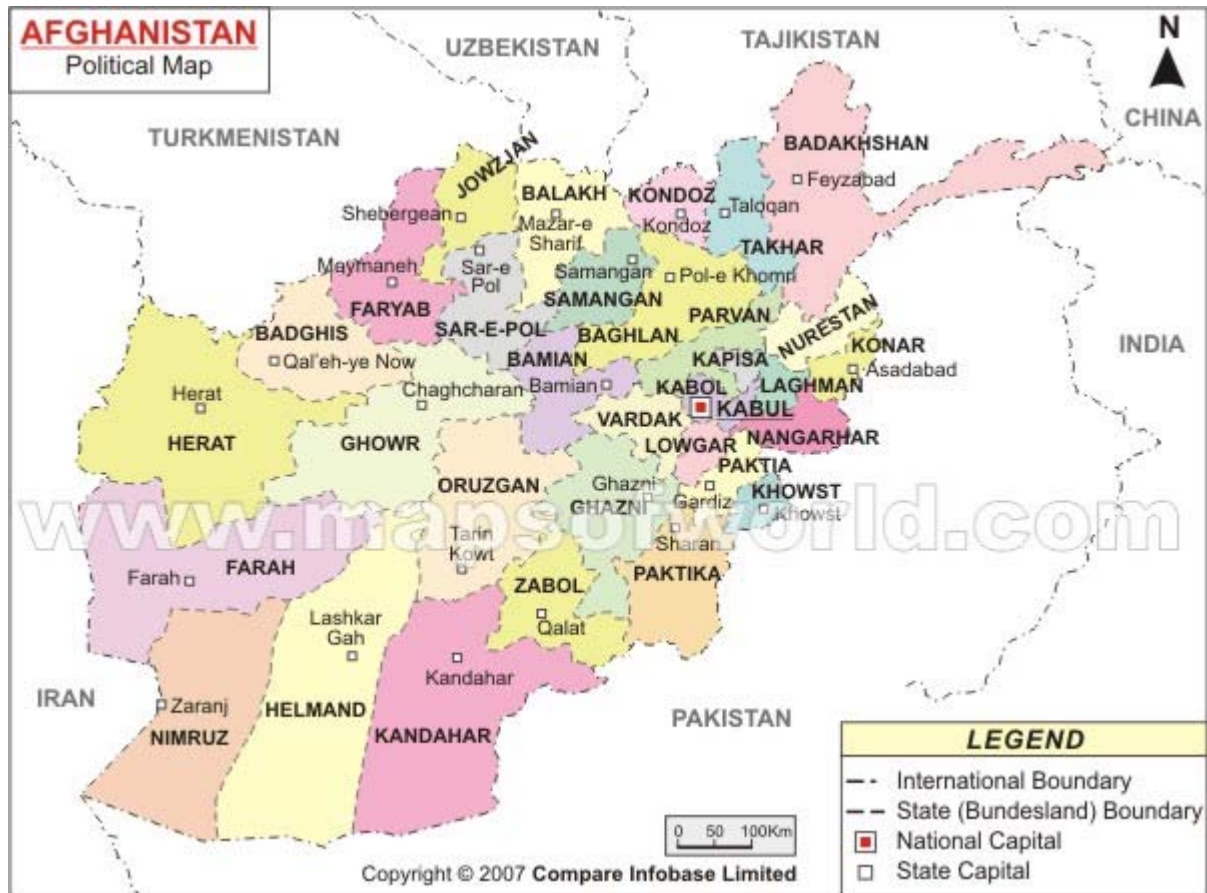 AFGHANISTAN
Political Map
UZBEKISTAN
TAJIKISTAN
N
CHINA
TURKMENISTAN
BADAKHSHAN
Feyzabad
JOWZJAN
Shebergean
BALAKH
Mazar-e
Sharif
KONDOZ
Kondoz
Taloqan
TAKHAR
Maymaneh
FARYAB
Sar-e
Pol
SAR-E-POL
Samangan
SAMANGAN
Pol-e Khomri
BAGHLAN
PARVAN
NURESTAN
KONAR
Asadabad
INDIA
BADGHIS
Qal'eh-ye Now
BAMIAN
Bamian
KAPISA
KABOL
LAGHMAN
KABUL
Chaghcharan
Herat
HERAT
GHOWR
VARDAK
LOWGAR
NANGARHAR
PAKTIA
ORUZGAN
Ghazni
GHAZNI
Gardiz
KHOWST
Khowst
www.mapsofworld.com
Tarin
Kowt
Sharan
Farah
FARAH
ZABOL
Qalat
PAKTIKA
Lashkar
Gah
Kandahar
IRAN
Zaranj
NIMRUZ
HELMAND
KANDAHAR
PAKISTAN
LEGEND
International Boundary
State (Bundesland) Boundary
National Capital
State Capital
0 50 100Km
Copyright © 2007 Compare Infobase Limited